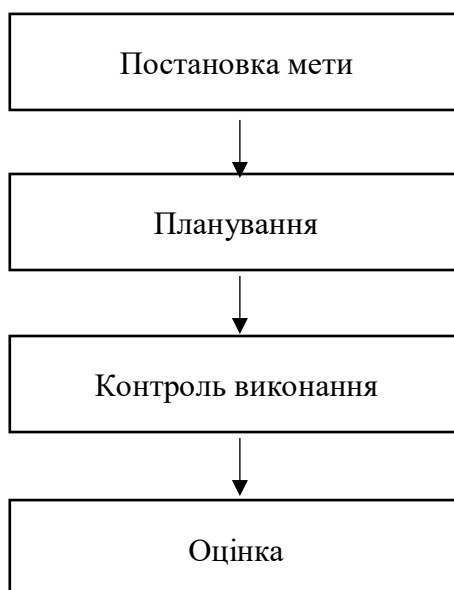 Постановка мети
Планування
Контроль виконання
Оцінка